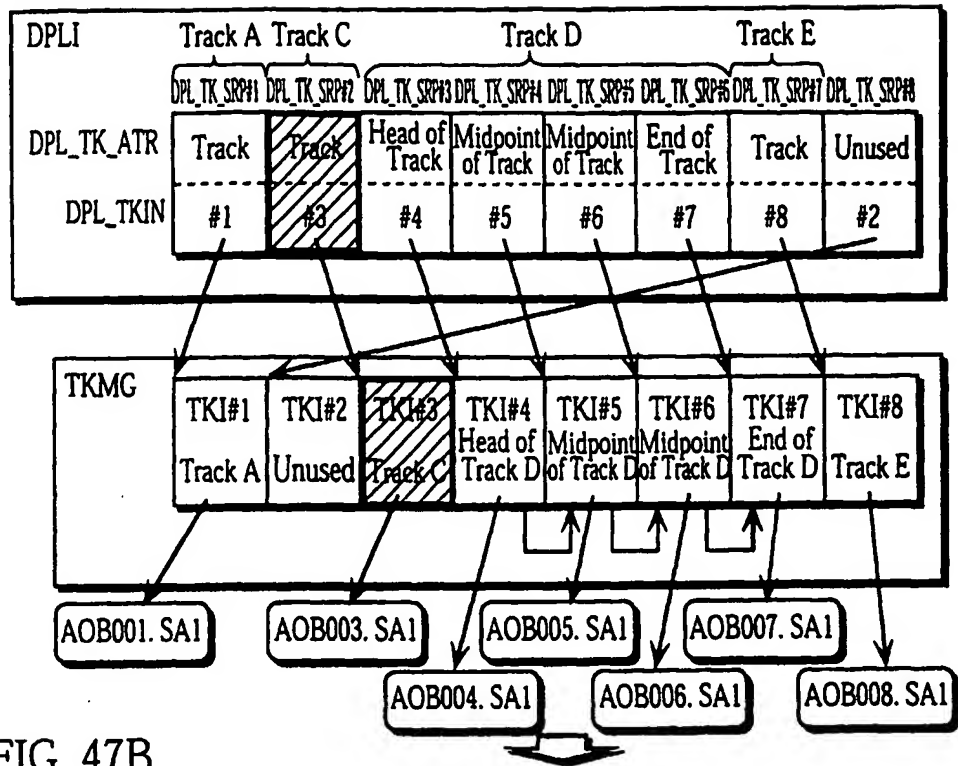 DPLI Track A Track C Track D Track E
DPL_TK_SRP#1 DPL_TK_SRP#2 DPL_TK_SRP#3 DPL_TK_SRP#4 DPL_TK_SRP#5 DPL_TK_SRP#6 DPL_TK_SRP#7 DPL_TK_SRP#8
DPL_TK_ATR Track Track Head of Track Midpoint of Track Midpoint of Track End of Track Track Unused
DPL_TKIN #1 #3 #4 #5 #6 #7 #8 #2
TKMG
TKI#1 TKI#2 TKI#3 TKI#4 TKI#5 TKI#6 TKI#7 TKI#8
Track A Unused Track C Head of Track D Midpoint of Track D Midpoint of Track D End of Track D Track E
AOB001. SA1 AOB003. SA1 AOB005. SA1 AOB007. SA1
AOB004. SA1 AOB006. SA1 AOB008. SA1
FIG. 47B